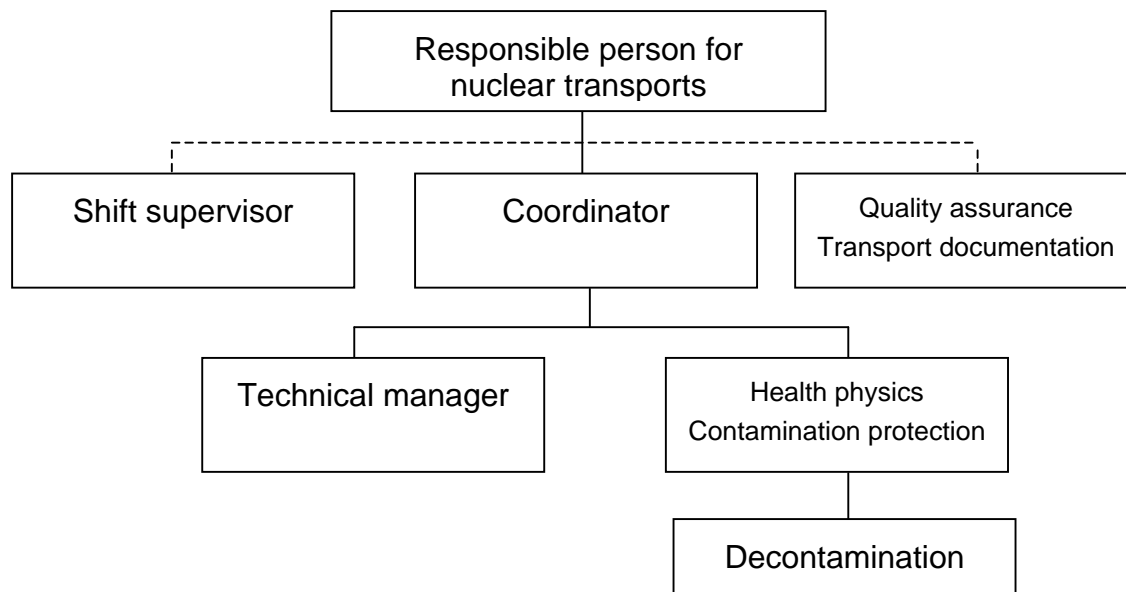 Responsible person for
nuclear transports
Shift supervisor
Coordinator
Quality assurance
Transport documentation
Technical manager
Health physics
Contamination protection
Decontamination